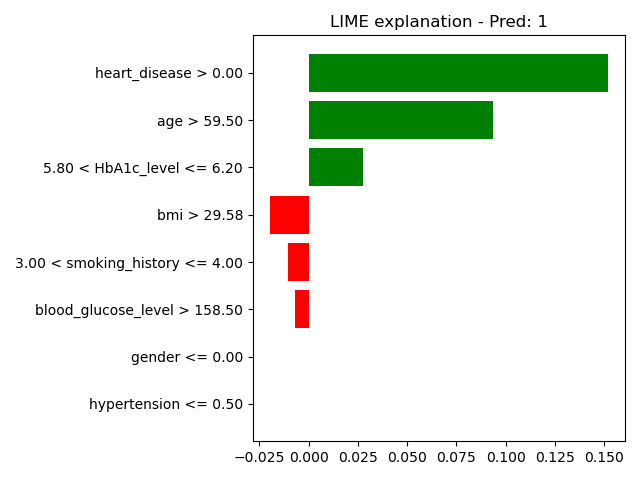 LIME explanation - Pred: 1
heart_disease > 0.00
age > 59.50
5.80 < HbA1c_level <= 6.20
bmi > 29.58
3.00 < smoking_history <= 4.00
blood_glucose_level > 158.50
gender <= 0.00
hypertension <= 0.50
−0.025 0.000 0.025 0.050 0.075 0.100 0.125 0.150